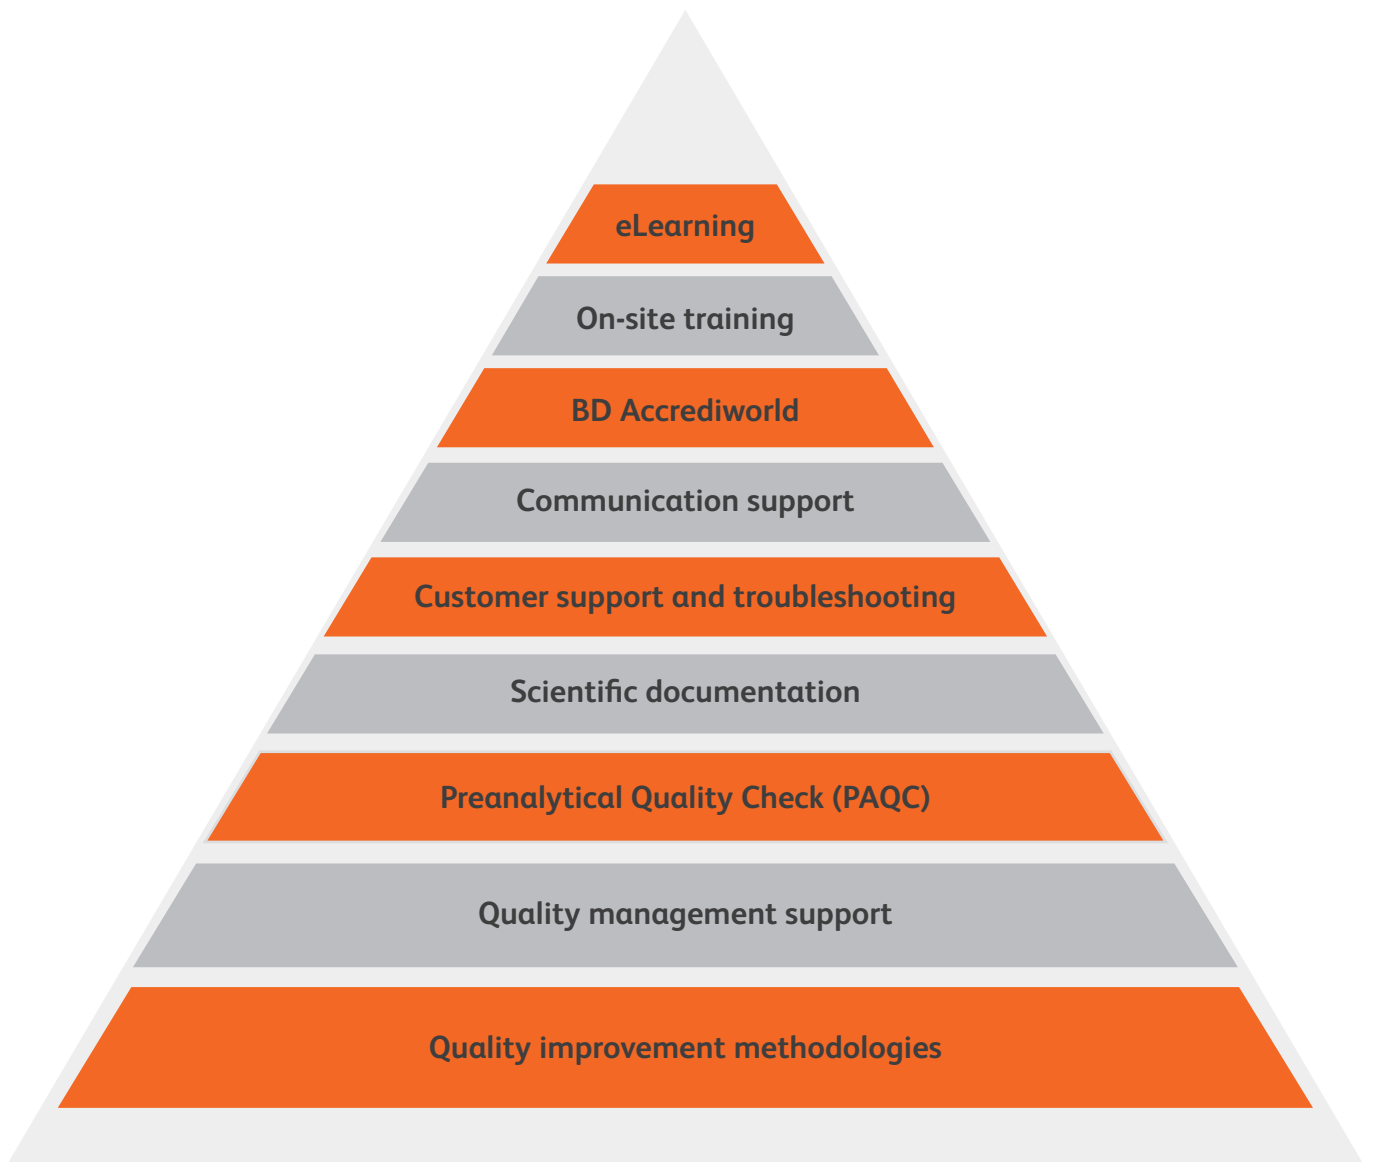 eLearning
On-site training
BD Accrediworld
Communication support
Customer support and troubleshooting
Scientific documentation
Preanalytical Quality Check (PAQC)
Quality management support
Quality improvement methodologies